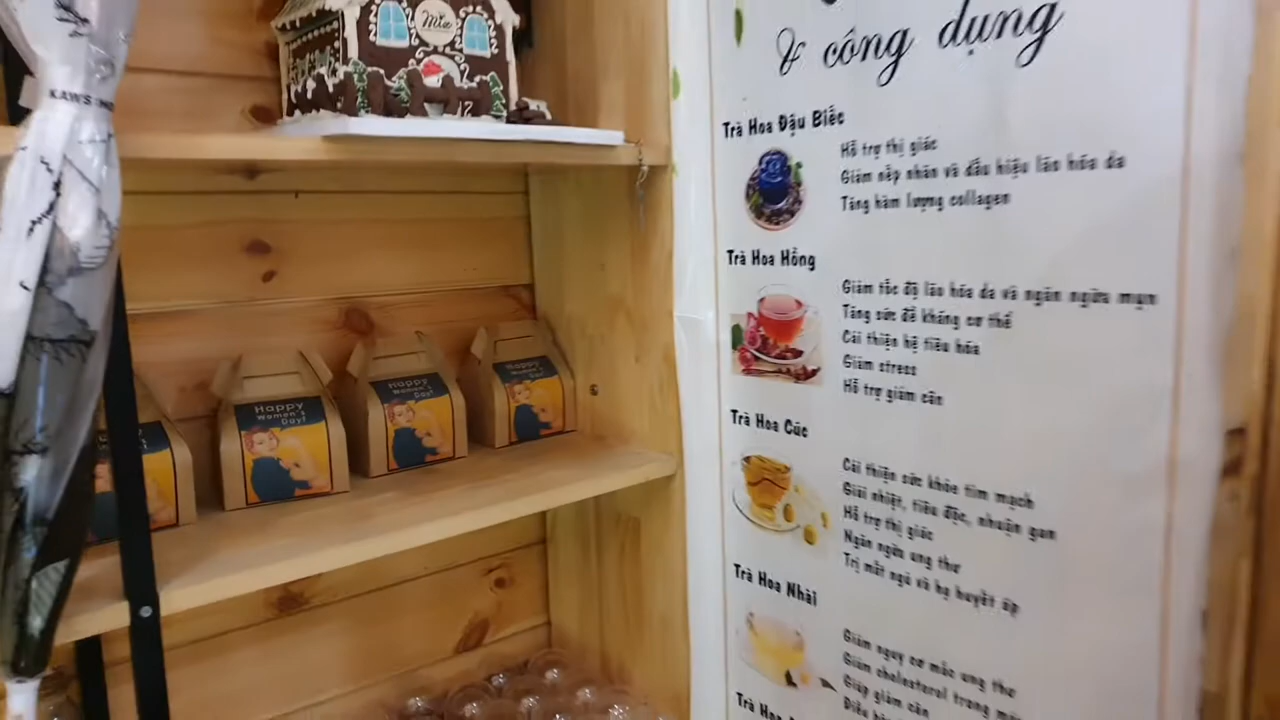 Mix
12
KAWS
& công dụng
Trà Hoa Đậu Biếc
Hỗ trợ thị giác
Giảm nếp nhăn và dấu hiệu lão hóa da
Tăng hàm lượng collagen
Trà Hoa Hồng
Giảm tốc độ lão hóa da và ngăn ngừa mụn
Tăng sức đề kháng cơ thể
Cải thiện hệ tiêu hóa
Giảm stress
Hỗ trợ giảm cân
Trà Hoa Cúc
Cải thiện sức khỏe tim mạch
Giải nhiệt, tiêu độc, nhuận gan
Hỗ trợ thị giác
Ngăn ngừa ung thư
Trị mất ngủ và hạ huyết áp
Trà Hoa Nhài
Giảm nguy cơ mắc ung thư
Giảm cholesterol trong
Giúp giảm cân
Trà Hoa
Happy
Women's
Day!
Happy
Women's
Day!
Happy
Women's
Day!